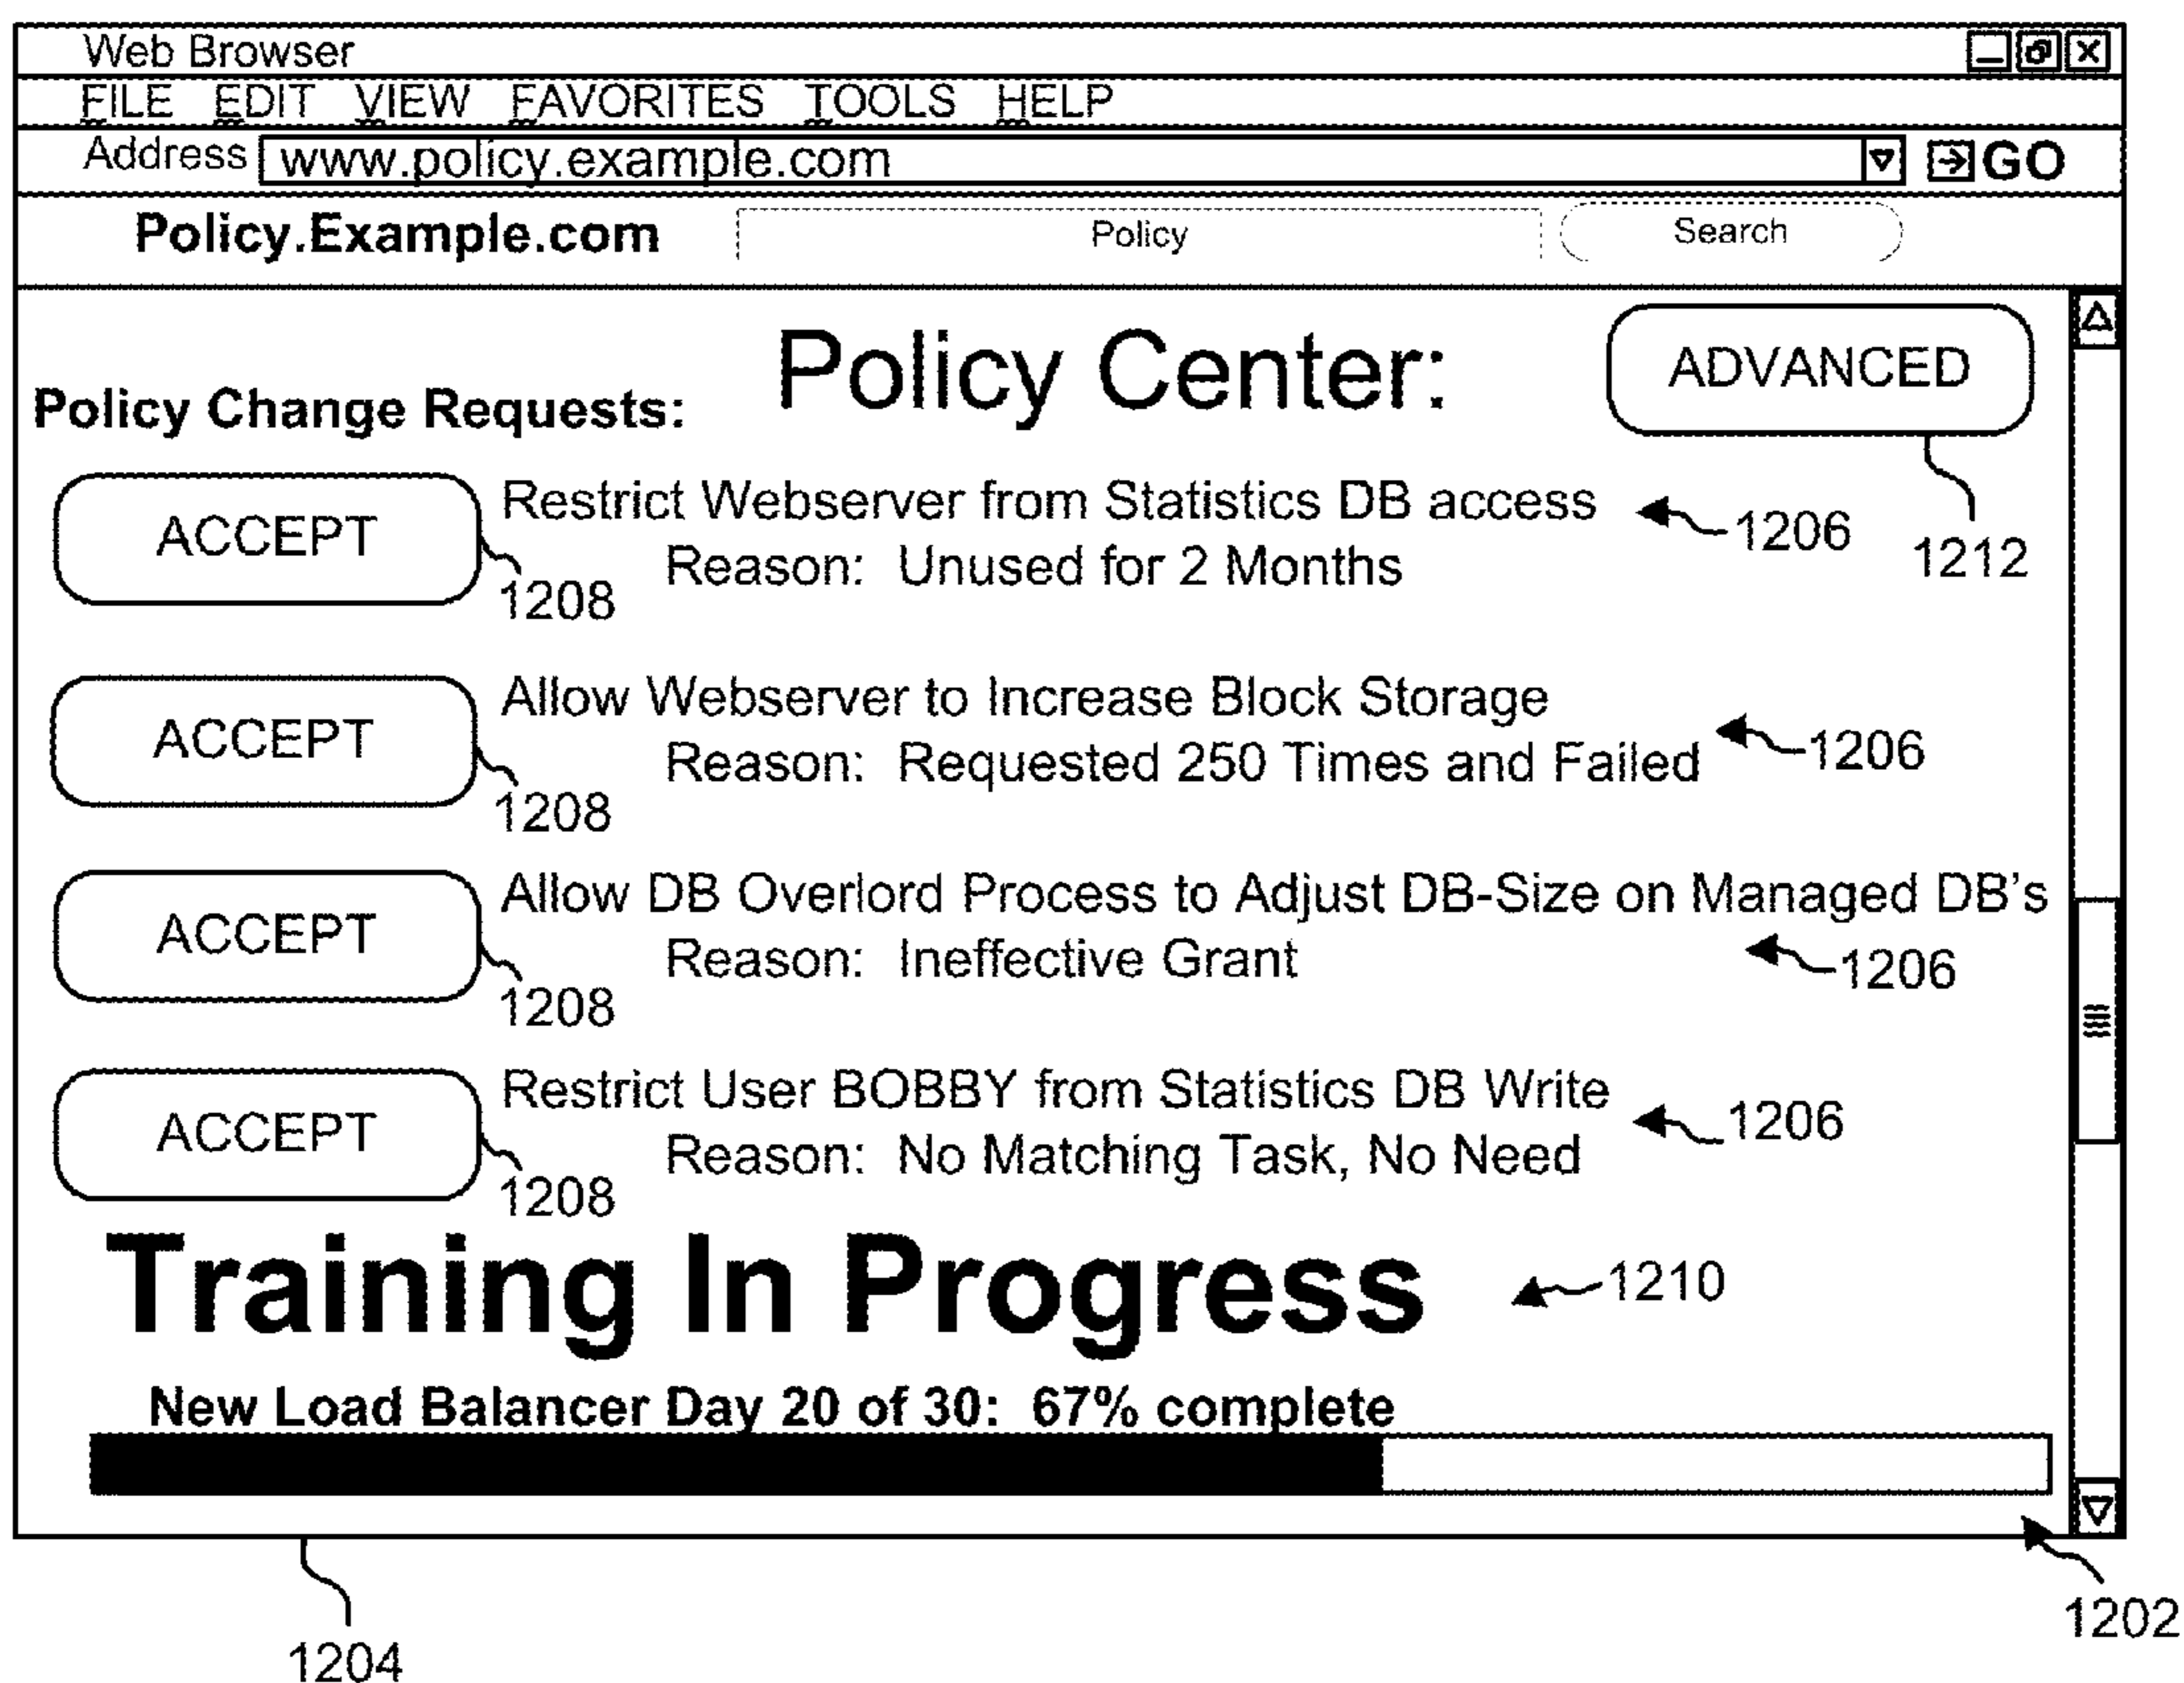 Web Browser
FILE EDIT VIEW FAVORITES TOOLS HELP
Address www.policy.example.com GO
Policy.Example.com Policy Search
Policy Center: ADVANCED
Policy Change Requests:
1212
ACCEPT Restrict Webserver from Statistics DB access 1206
Reason: Unused for 2 Months
1208
ACCEPT Allow Webserver to Increase Block Storage
Reason: Requested 250 Times and Failed 1206
1208
ACCEPT Allow DB Overlord Process to Adjust DB-Size on Managed DB's
Reason: Ineffective Grant 1206
1208
ACCEPT Restrict User BOBBY from Statistics DB Write 1206
Reason: No Matching Task, No Need
1208
Training In Progress 1210
New Load Balancer Day 20 of 30: 67% complete
1202
1204